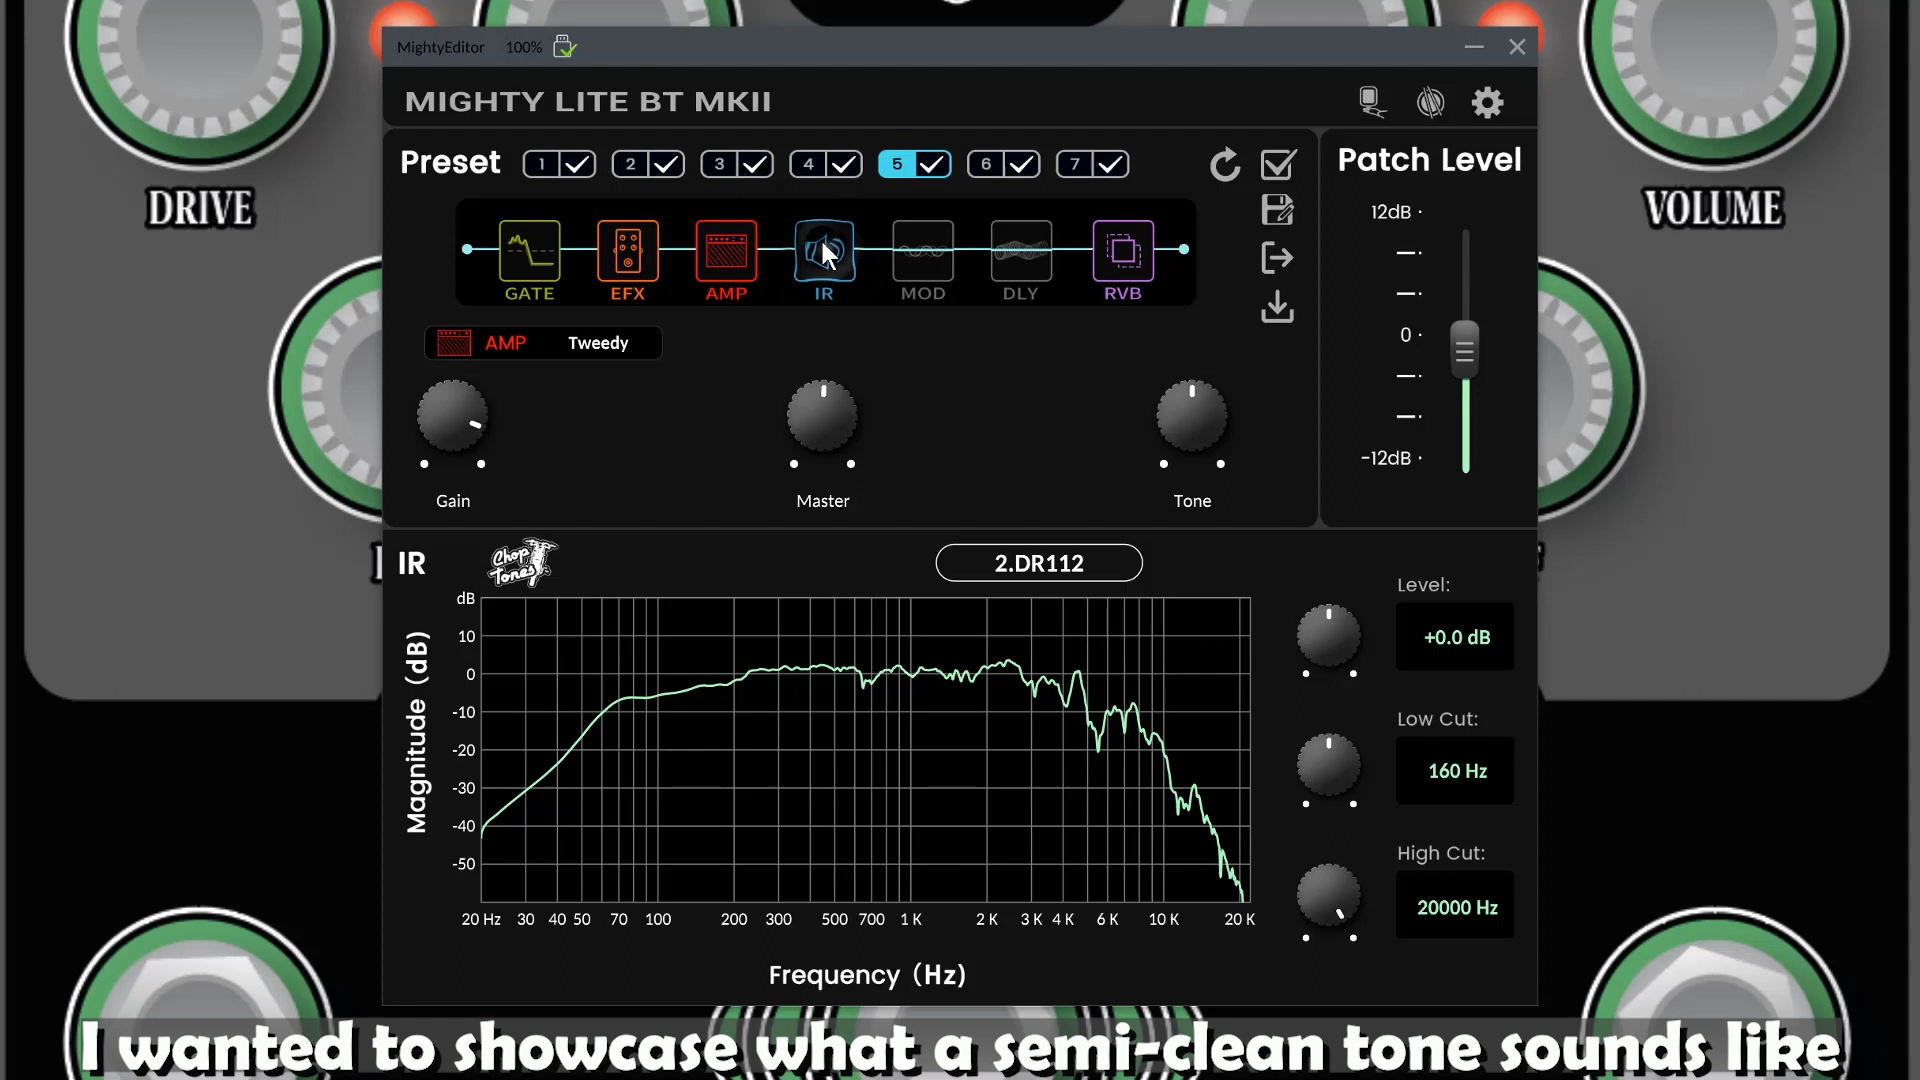 MightyEditor 100%
MIGHTY LITE BT MKII
DRIVE
VOLUME
Preset 1 2 3 4 5 6 7
Patch Level
12dB
0
-12dB
GATE EFX AMP IR MOD DLY RVB
AMP Tweedy
Gain Master Tone
IR Chop Tones 2.DR112
Level:
+0.0 dB
Low Cut:
160 Hz
High Cut:
20000 Hz
dB
10
0
-10
-20
-30
-40
-50
Magnitude (dB)
20 Hz 30 40 50 70 100 200 300 500 700 1 K 2 K 3 K 4 K 6 K 10 K 20 K
Frequency (Hz)
I wanted to showcase what a semi-clean tone sounds like